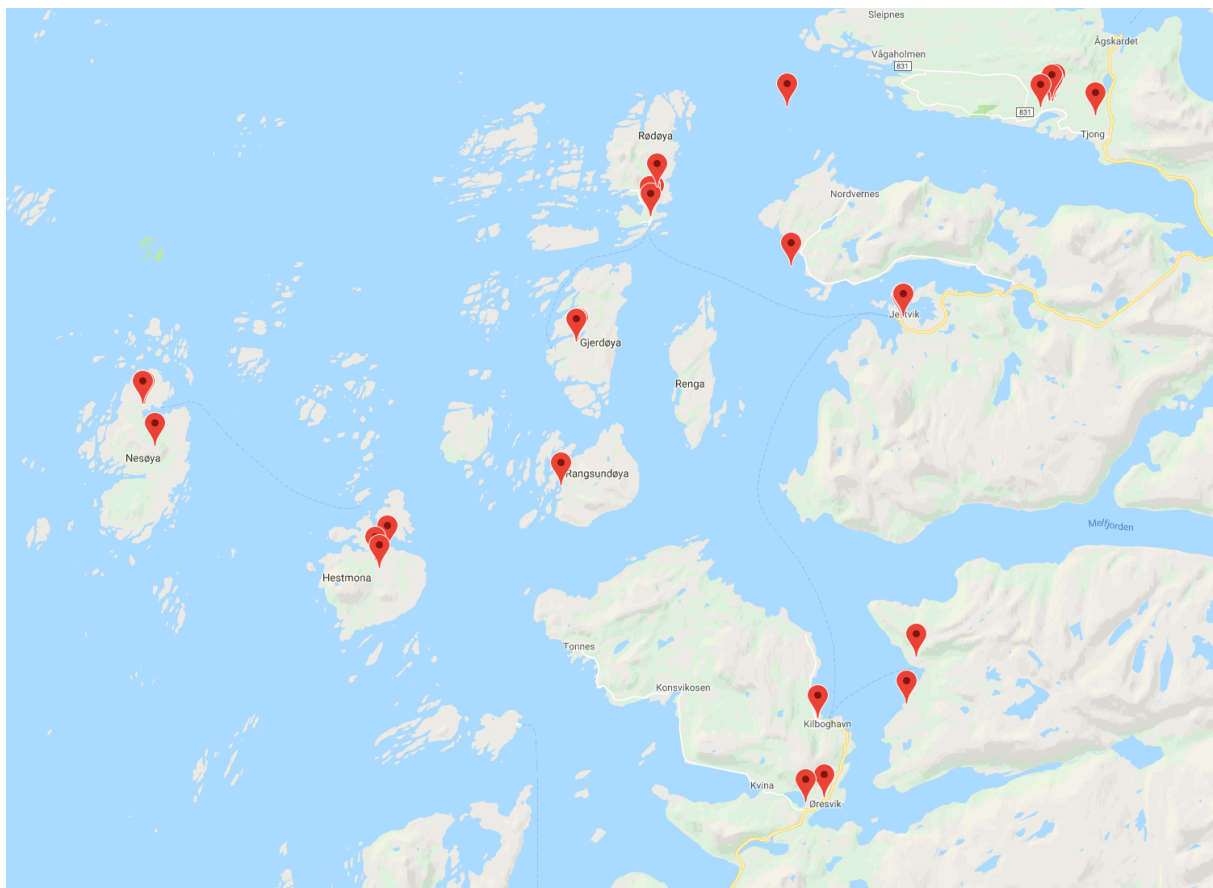 Sleipnes
Ågskardet
Vågaholmen
831
831
Tjong
Rødøya
Nordvernes
Gjerdøya
Renga
Nesøya
Rangsundøya
Melfjorden
Hestmona
Tonnes
Konsvikosen
Kilboghavn
Kvina
Øresvik